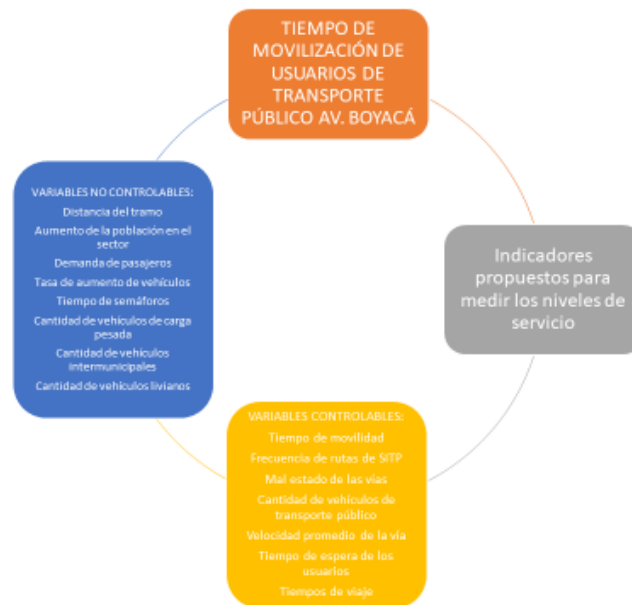 TIEMPO DE
MOVILIZACIÓN DE
USUARIOS DE
TRANSPORTE
PÚBLICO AV. BOYACÁ
VARIABLES NO CONTROLABLES:
Distancia del tramo
Aumento de la población en el
sector
Demanda de pasajeros
Tasa de aumento de vehículos
Tiempo de semáforos
Cantidad de vehículos de carga
pesada
Cantidad de vehículos
intermunicipales
Cantidad de vehículos livianos
Indicadores
propuestos para
medir los niveles de
servicio
VARIABLES CONTROLABLES:
Tiempo de movilidad
Frecuencia de rutas de SITP
Mal estado de las vías
Cantidad de vehículos de
transporte público
Velocidad promedio de la vía
Tiempo de espera de los
usuarios
Tiempos de viaje